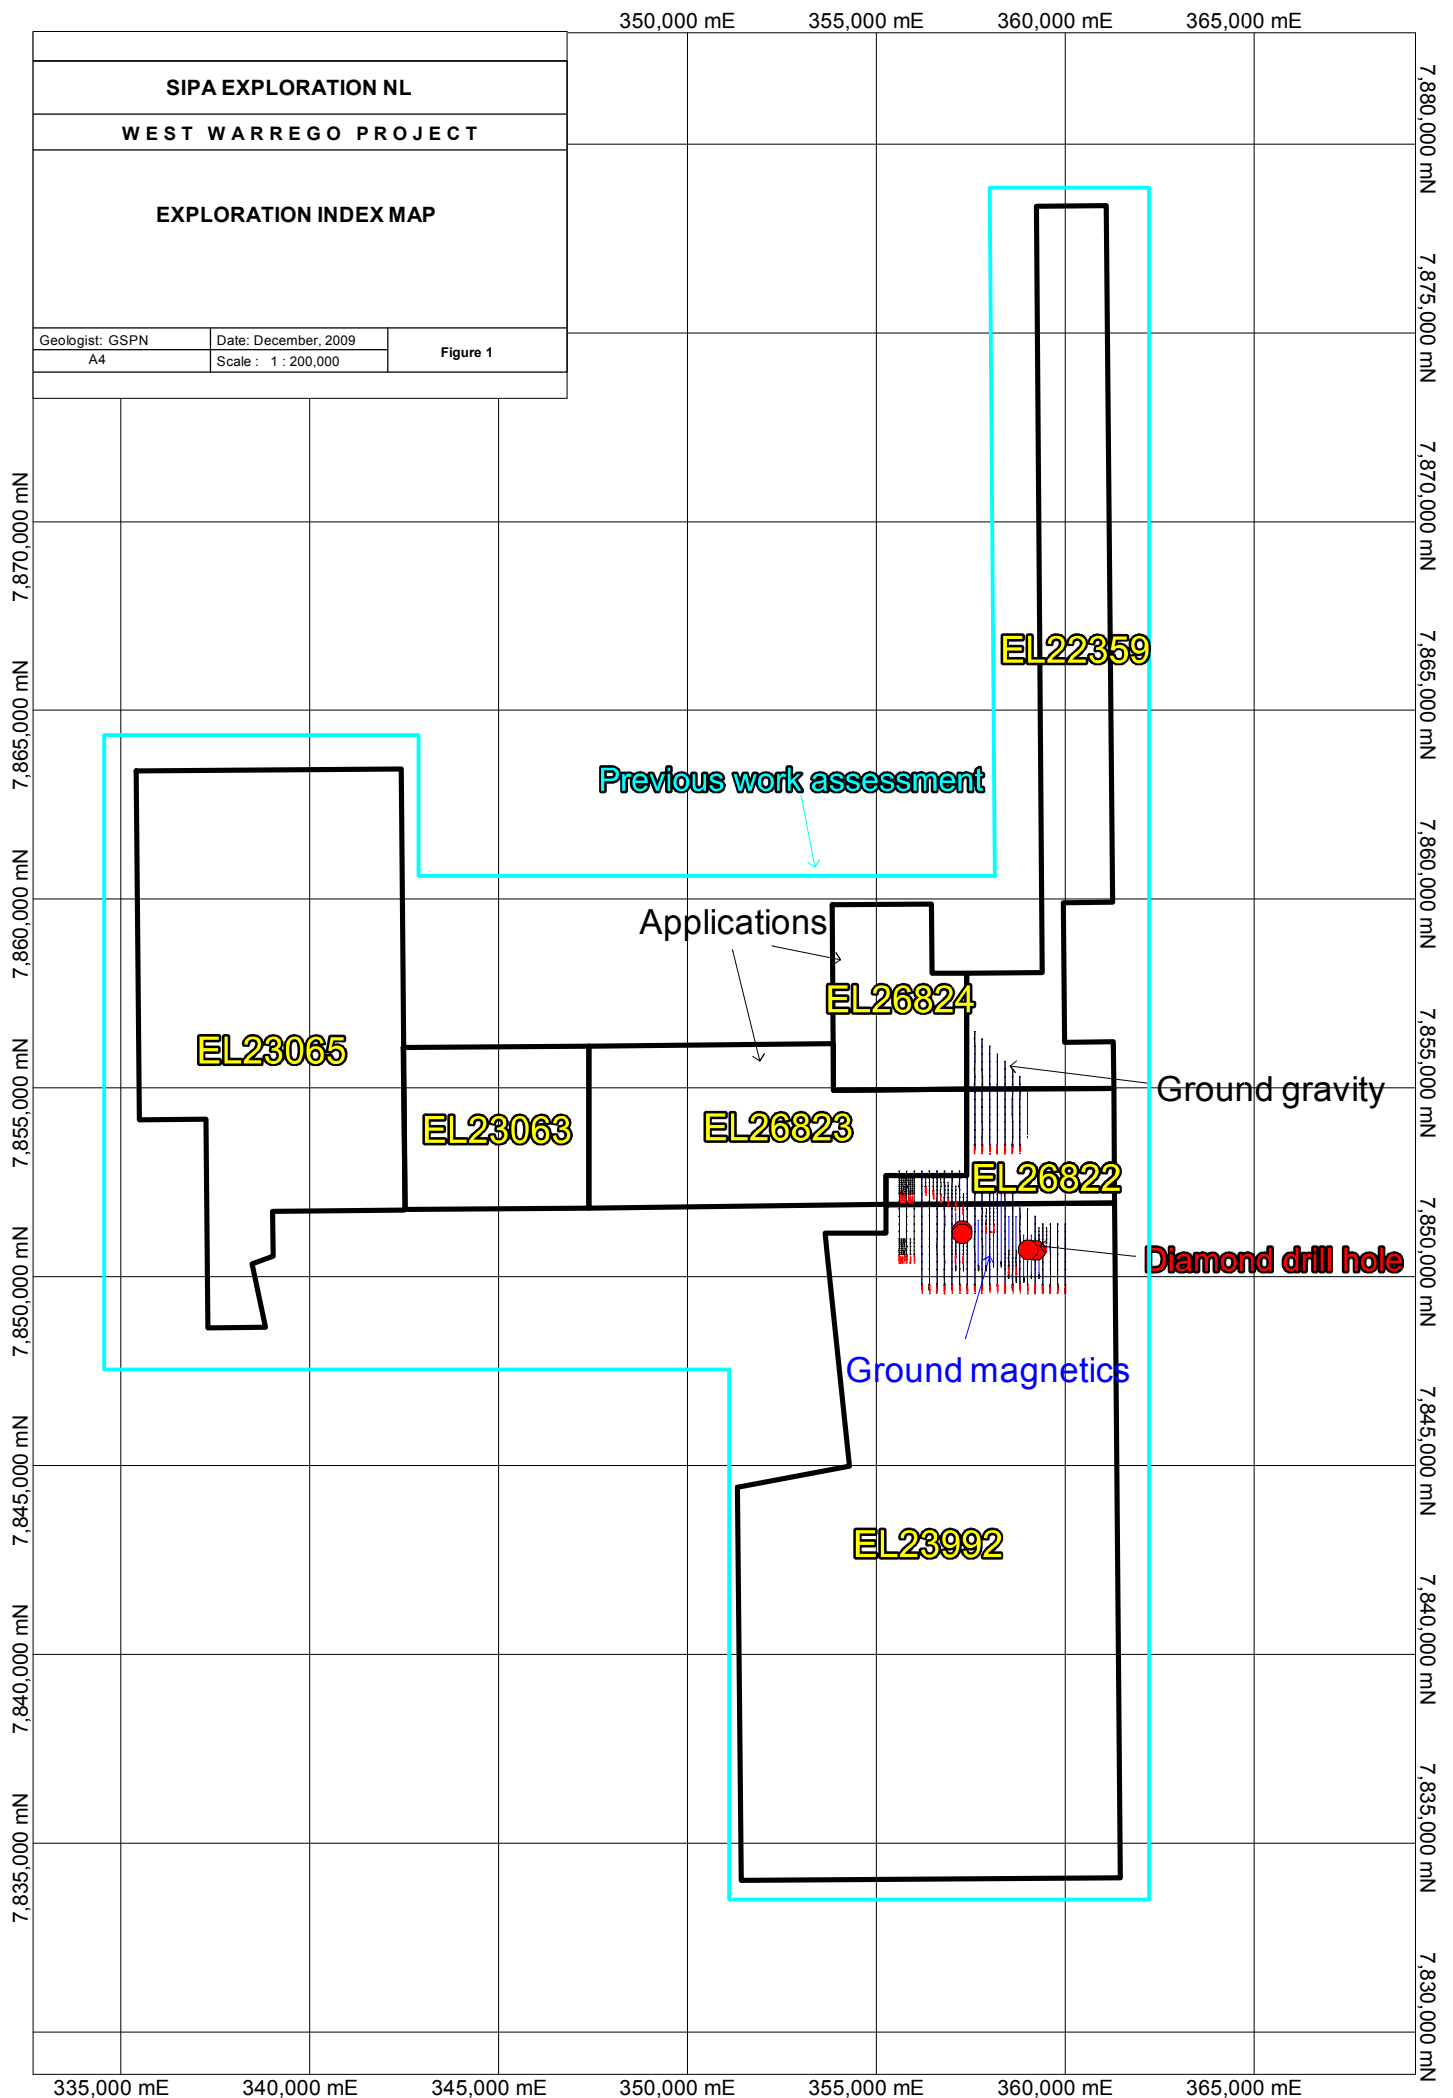 350,000 mE 355,000 mE 360,000 mE 365,000 mE
SIPA EXPLORATION NL
WEST WARREGO PROJECT
EXPLORATION INDEX MAP
Geologist: GSPN
Date: December, 2009
Figure 1
A4
Scale : 1 : 200,000
7,880,000 mN
7,875,000 mN
7,870,000 mN
7,865,000 mN
7,860,000 mN
7,855,000 mN
7,850,000 mN
7,845,000 mN
7,840,000 mN
7,835,000 mN
7,830,000 mN
7,870,000 mN
7,865,000 mN
7,860,000 mN
7,855,000 mN
7,850,000 mN
7,845,000 mN
7,840,000 mN
7,835,000 mN
EL22359
Previous work assessment
Applications
EL26824
EL23065
Ground gravity
EL23063
EL26823
EL26822
Diamond drill hole
Ground magnetics
EL23992
335,000 mE 340,000 mE 345,000 mE 350,000 mE 355,000 mE 360,000 mE 365,000 mE